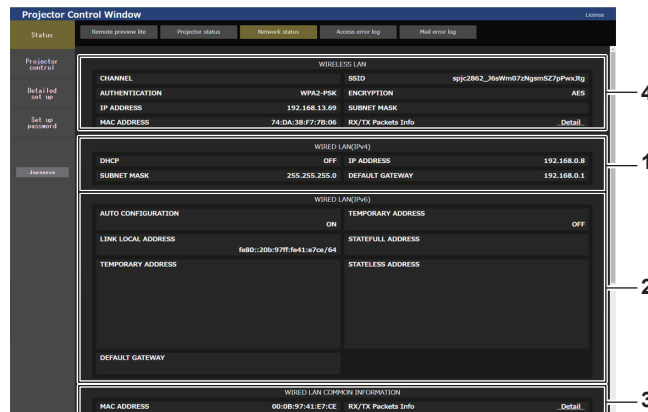 Projector Control Window
License
Status
Remote preview lite
Projector status
Network status
Access error log
Mail error log
Projector control
Detailed set up
Set up password
Japanese
WIRELESS LAN
CHANNEL
SSID spjc2862_J6sWm07zNgsmSZ7pPwxJtg
AUTHENTICATION WPA2-PSK ENCRYPTION AES
IP ADDRESS 192.168.13.69 SUBNET MASK
MAC ADDRESS 74:DA:38:F7:7B:06 RX/TX Packets Info Detail
4
WIRED LAN(IPv4)
DHCP OFF IP ADDRESS 192.168.0.8
SUBNET MASK 255.255.255.0 DEFAULT GATEWAY 192.168.0.1
1
WIRED LAN(IPv6)
AUTO CONFIGURATION
ON
TEMPORARY ADDRESS
OFF
LINK LOCAL ADDRESS
fe80::20b:97ff:fe41:e7ce/64
STATEFULL ADDRESS
TEMPORARY ADDRESS
STATELESS ADDRESS
DEFAULT GATEWAY
2
WIRED LAN COMMON INFORMATION
MAC ADDRESS 00:0B:97:41:E7:CE RX/TX Packets Info Detail
3